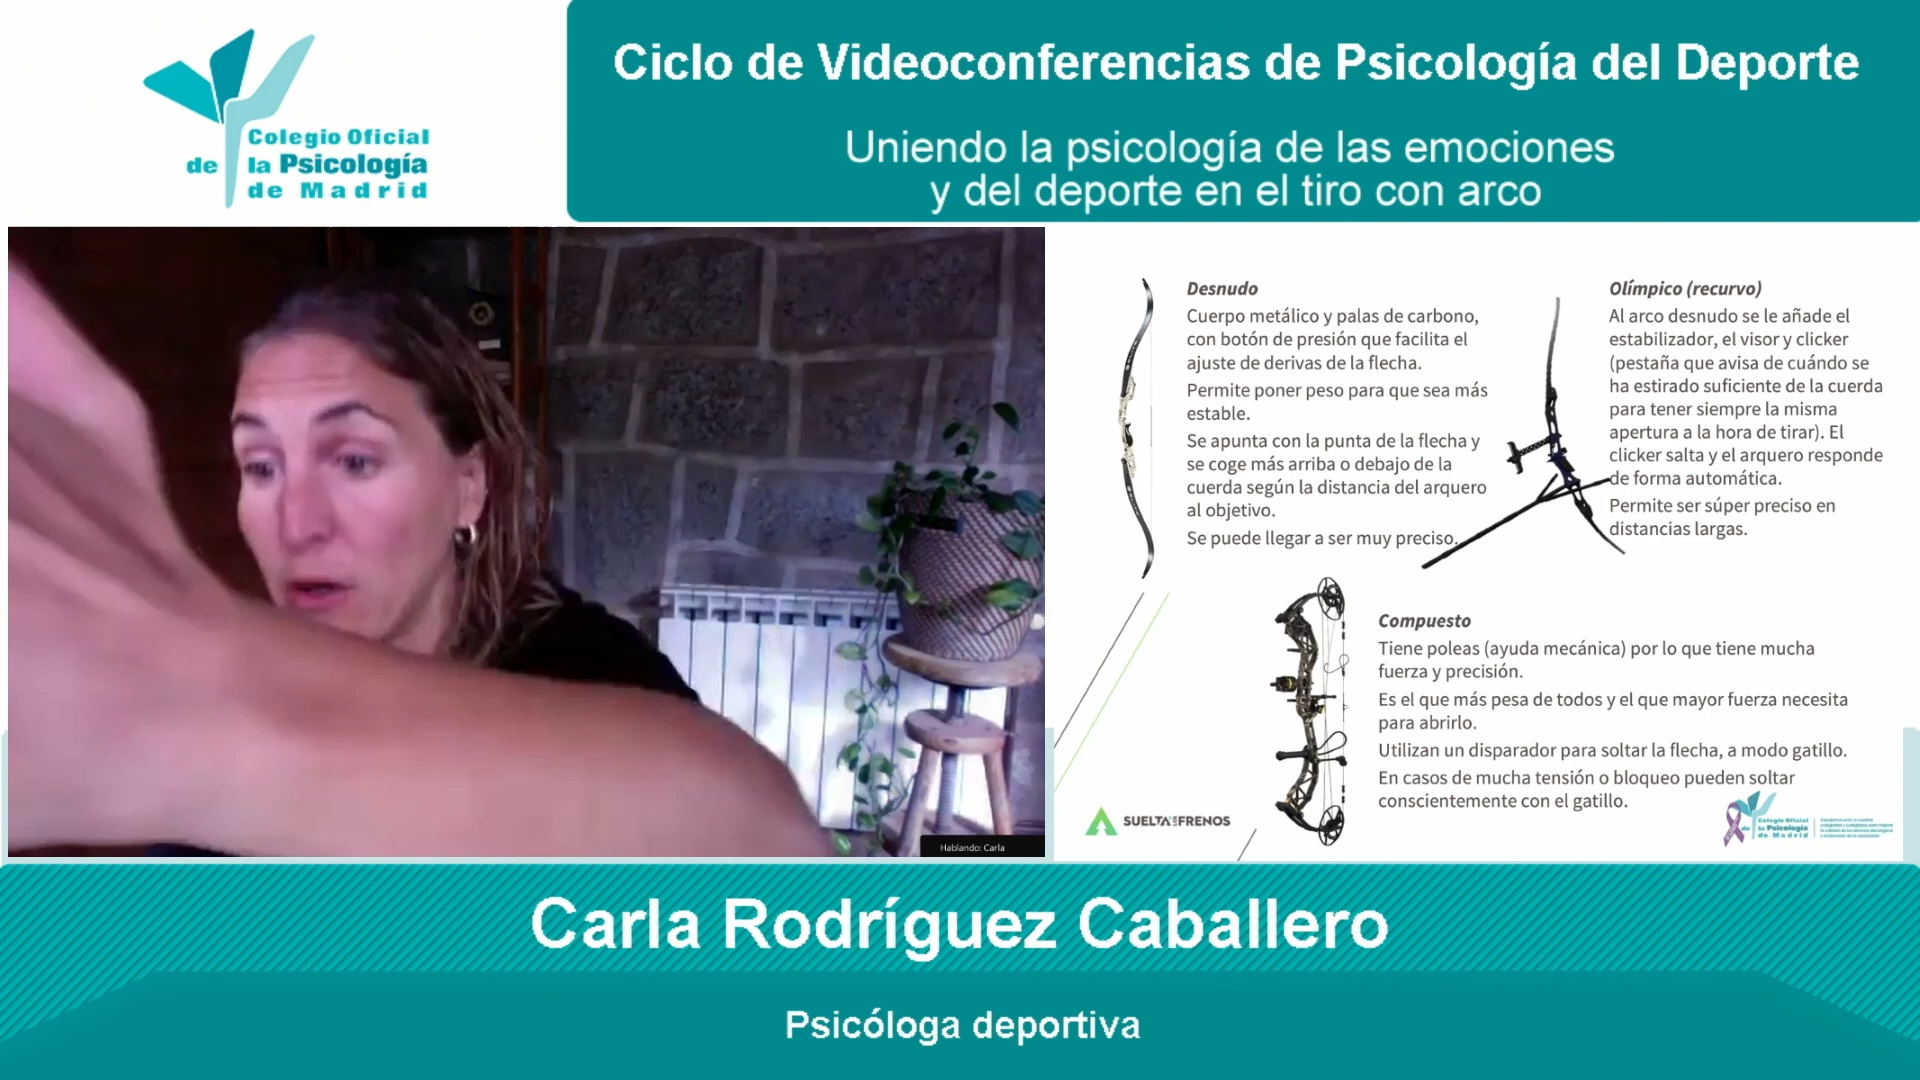 Colegio Oficial
de la Psicología
de Madrid
Ciclo de Videoconferencias de Psicología del Deporte
Uniendo la psicología de las emociones
y del deporte en el tiro con arco
Hablando: Carla
Desnudo
Cuerpo metálico y palas de carbono,
con botón de presión que facilita el
ajuste de derivas de la flecha.
Permite poner peso para que sea más
estable.
Se apunta con la punta de la flecha y
se coge más arriba o debajo de la
cuerda según la distancia del arquero
al objetivo.
Se puede llegar a ser muy preciso.
Olímpico (recurvo)
Al arco desnudo se le añade el
estabilizador, el visor y clicker
(pestaña que avisa de cuándo se
ha estirado suficiente de la cuerda
para tener siempre la misma
apertura a la hora de tirar). El
clicker salta y el arquero responde
de forma automática.
Permite ser súper preciso en
distancias largas.
Compuesto
Tiene poleas (ayuda mecánica) por lo que tiene mucha
fuerza y precisión.
Es el que más pesa de todos y el que mayor fuerza necesita
para abrirlo.
Utilizan un disparador para soltar la flecha, a modo gatillo.
En casos de mucha tensión o bloqueo pueden soltar
conscientemente con el gatillo.
SUELTA LOS FRENOS
Colegio Oficial
de la Psicología
de Madrid
Carla Rodríguez Caballero
Psicóloga deportiva